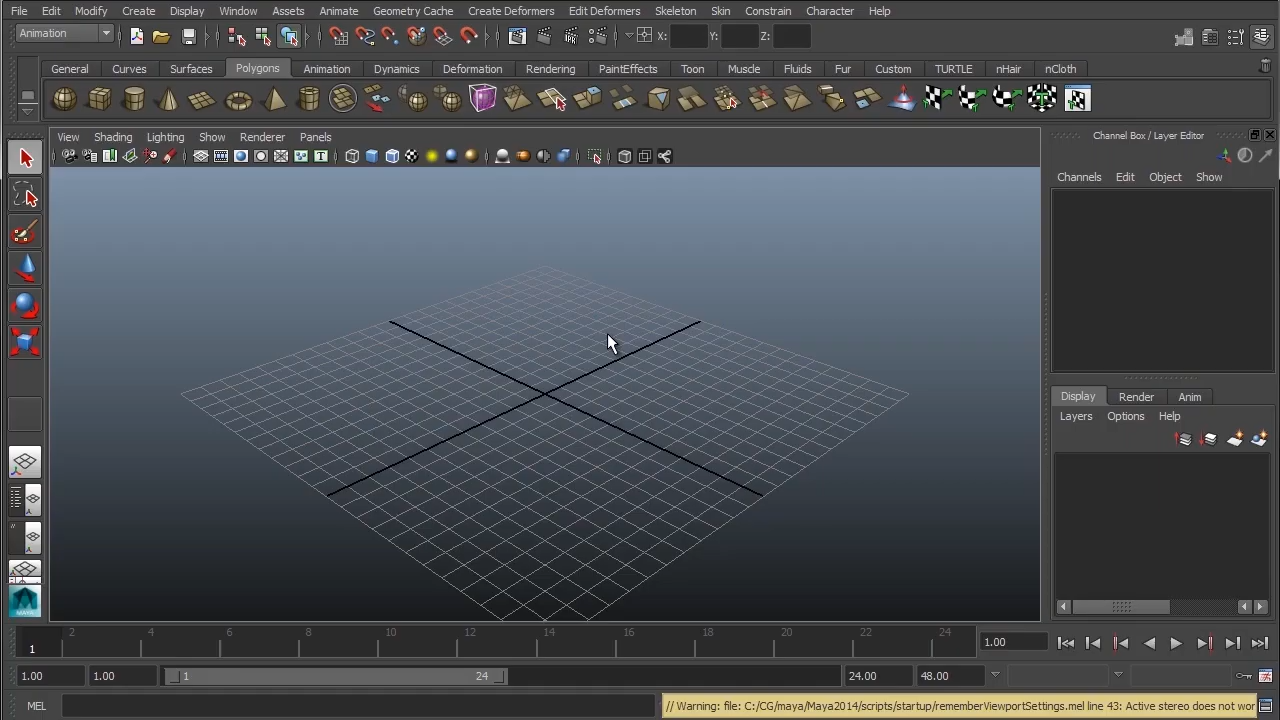 File Edit Modify Create Display Window Assets Animate Geometry Cache Create Deformers Edit Deformers Skeleton Skin Constrain Character Help
Animation X: Y: Z:
General Curves Surfaces Polygons Animation Dynamics Deformation Rendering PaintEffects Toon Muscle Fluids Fur Custom TURTLE nHair nCloth
View Shading Lighting Show Renderer Panels
Channel Box / Layer Editor
Channels Edit Object Show
Display Render Anim
Layers Options Help
MAYA
1 2 4 6 8 10 12 14 16 18 20 22 24 1.00
1.00 1.00 1 24 24.00 48.00
MEL // Warning: file: C:/CG/maya/Maya2014/scripts/startup/rememberViewportSettings.mel line 43: Active stereo does not wor